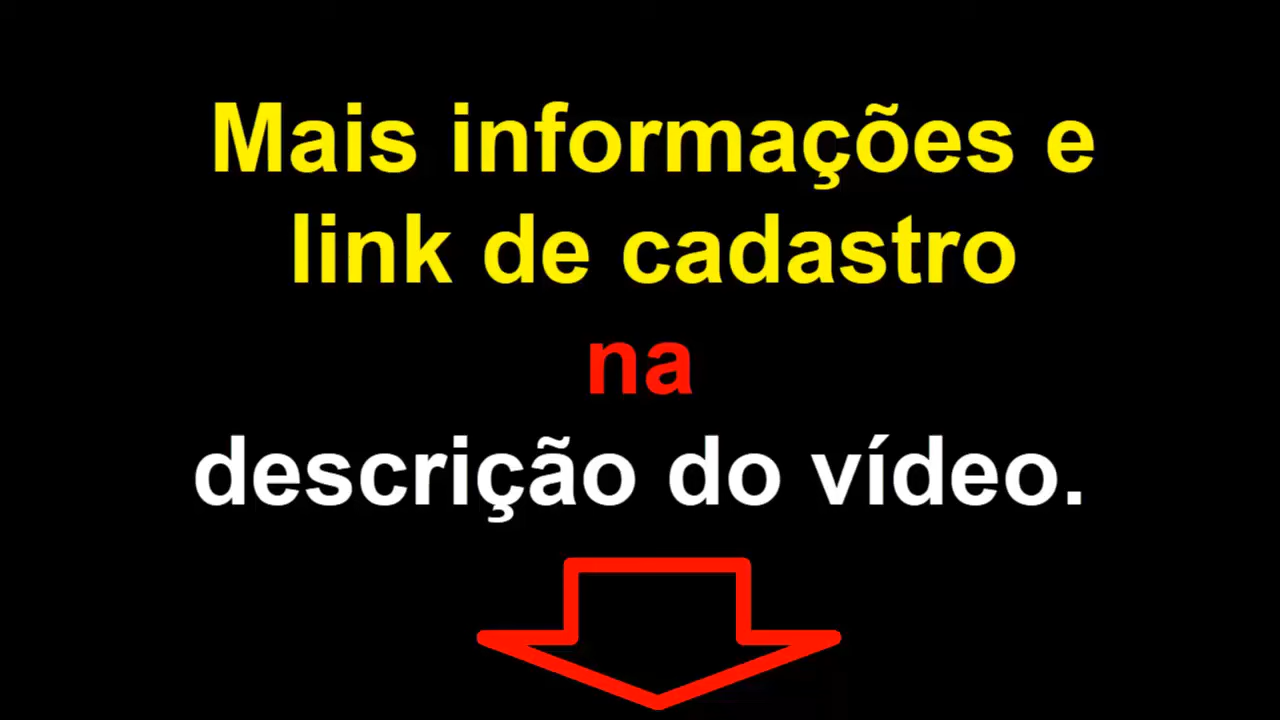 Mais informações e
link de cadastro
na
descrição do vídeo.